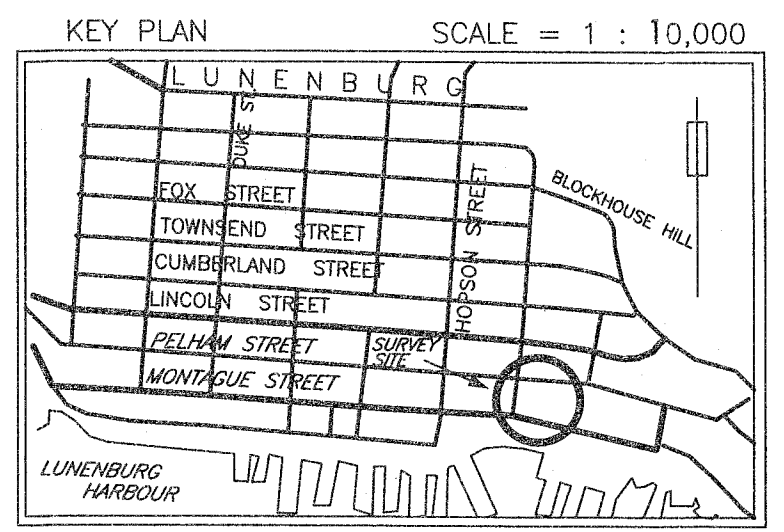 KEY PLAN SCALE = 1 : 10,000
LUNENBURG
DUKE ST.
FOX STREET
TOWNSEND STREET
CUMBERLAND STREET
LINCOLN STREET
PELHAM STREET
MONTAGUE STREET
HOPSON STREET
BLOCKHOUSE HILL
SURVEY
SITE
LUNENBURG
HARBOUR